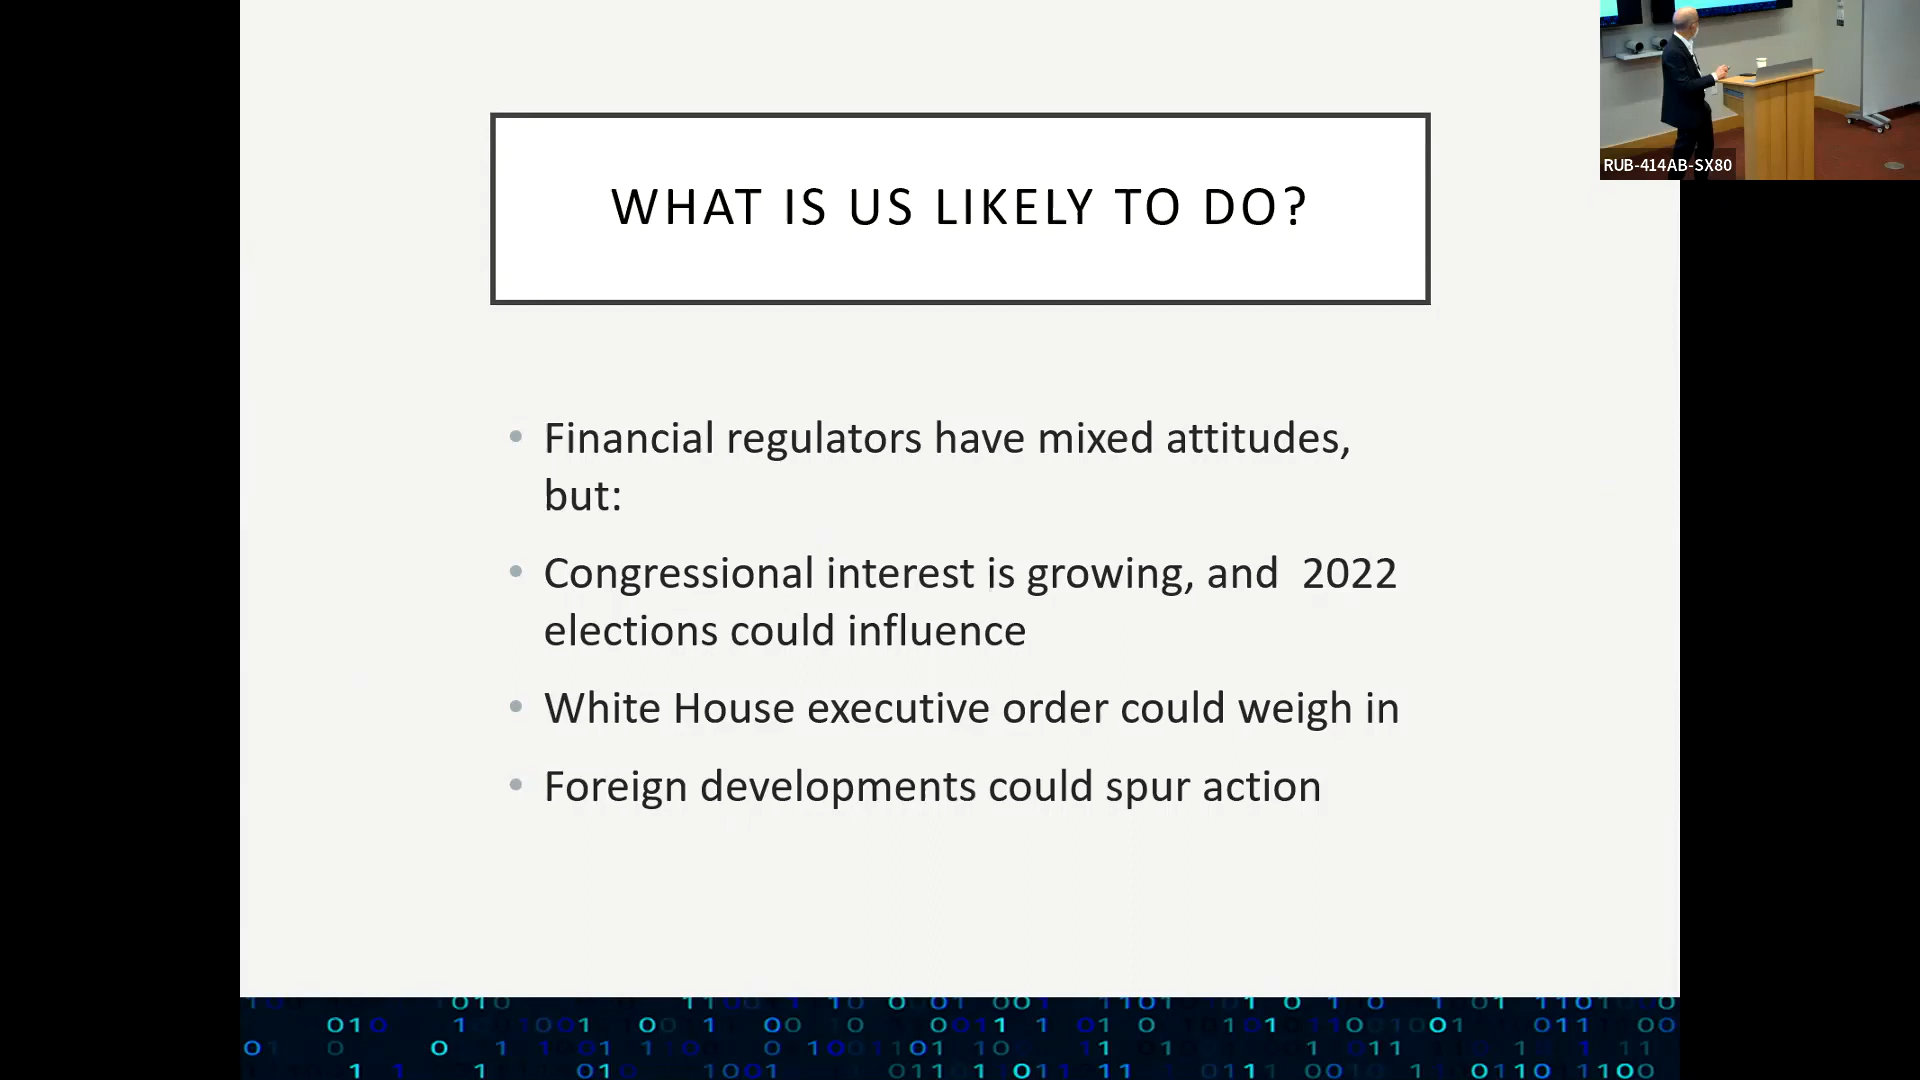 WHAT IS US LIKELY TO DO?
• Financial regulators have mixed attitudes,
but:
• Congressional interest is growing, and 2022
elections could influence
• White House executive order could weigh in
• Foreign developments could spur action
RUB-414AB-SX80